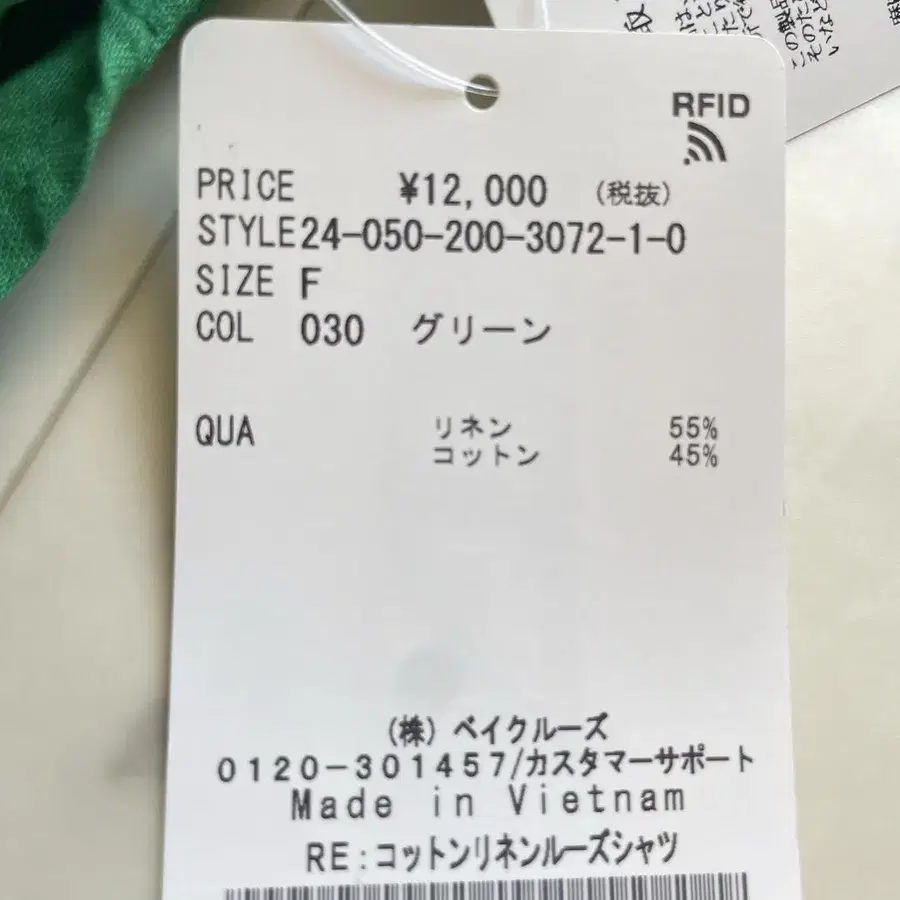 RFID
PRICE ¥12,000 (税抜)
STYLE 24-050-200-3072-1-0
SIZE F
COL 030 グリーン
QUA リネン 55%
コットン 45%
(株) ベイクルーズ
0120-301457/カスタマーサポート
Made in Vietnam
RE:コットンリネンルーズシャツ